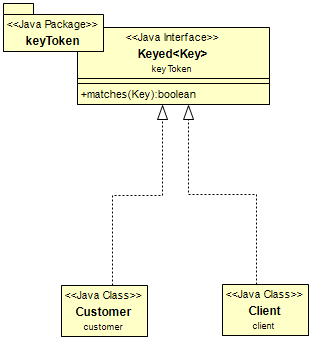 <<Java Package>>
keyToken
<<Java Interface>>
Keyed<Key>
keyToken
+matches(Key):boolean
<<Java Class>>
Customer
customer
<<Java Class>>
Client
client